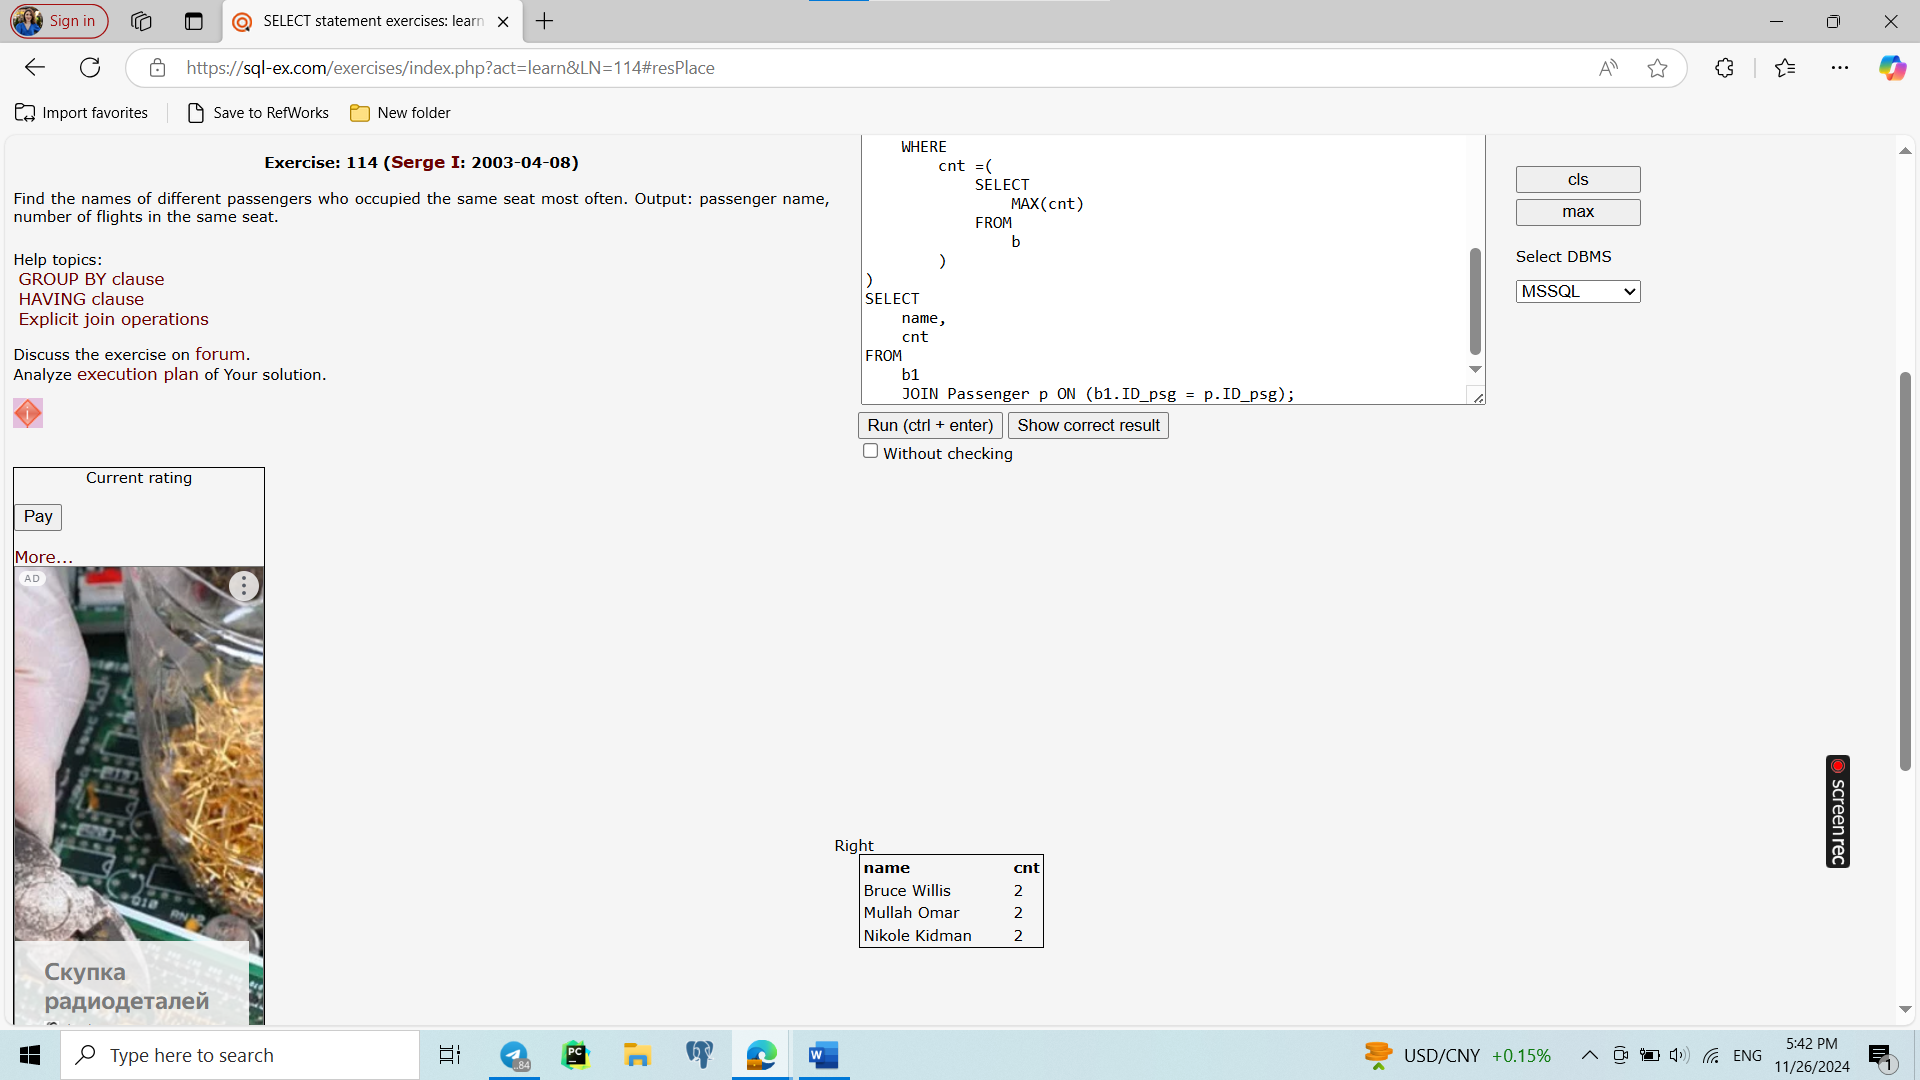 Sign in
SELECT statement exercises: learn
https://sql-ex.com/exercises/index.php?act=learn&LN=114#resPlace
Import favorites
Save to RefWorks
New folder
Exercise: 114 (Serge I: 2003-04-08)
Find the names of different passengers who occupied the same seat most often. Output: passenger name,
number of flights in the same seat.
Help topics:
GROUP BY clause
HAVING clause
Explicit join operations
Discuss the exercise on forum.
Analyze execution plan of Your solution.
Current rating
Pay
More...
AD
Скупка
радиодеталей
WHERE
cnt =(
SELECT
MAX(cnt)
FROM
b
)
)
SELECT
name,
cnt
FROM
b1
JOIN Passenger p ON (b1.ID_psg = p.ID_psg);
Run (ctrl + enter)
Show correct result
Without checking
cls
max
Select DBMS
MSSQL
Right
name cnt
Bruce Willis 2
Mullah Omar 2
Nikole Kidman 2
screenrec
Type here to search
84
PC
W
USD/CNY +0.15%
ENG
5:42 PM
11/26/2024
1